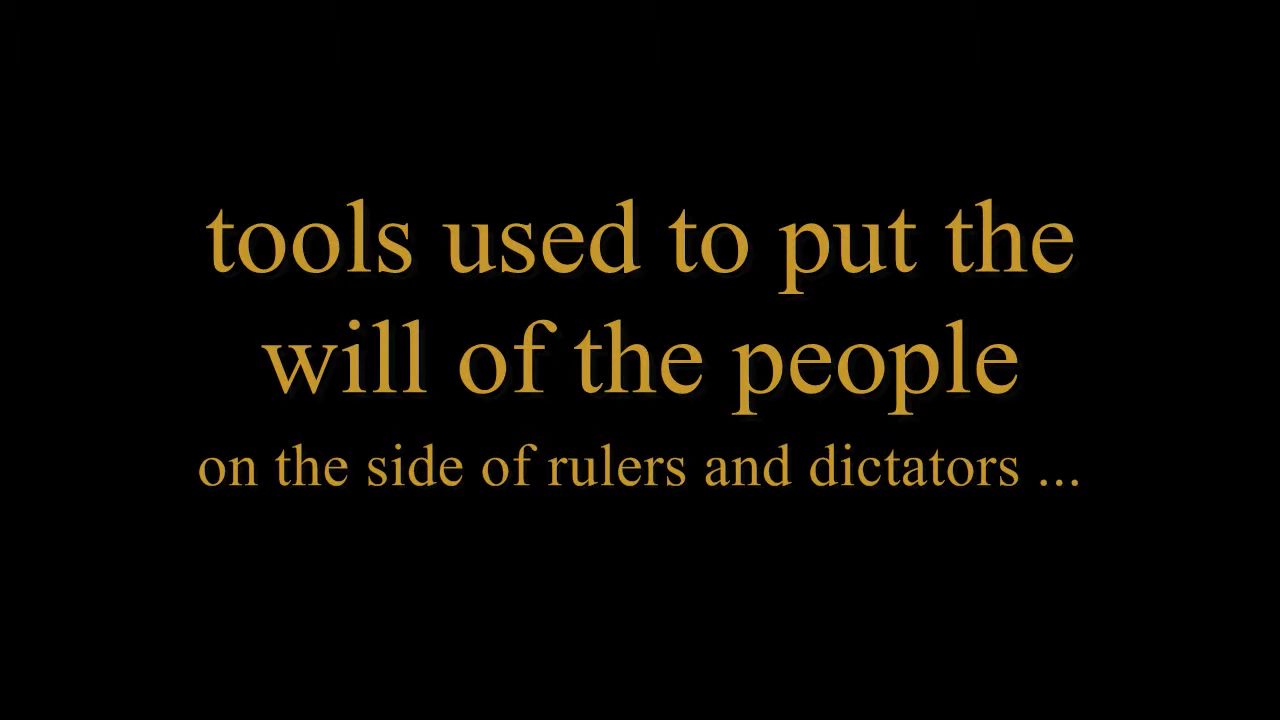 tools used to put the
will of the people
on the side of rulers and dictators ...